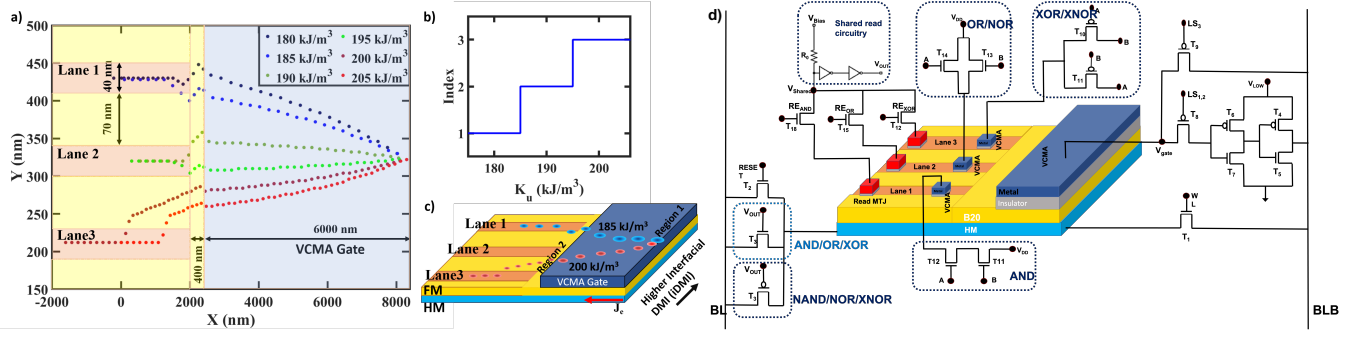 a)
500
450
400
350
300
250
200
150
Y (nm)
-2000
0
2000
4000
6000
8000
X (nm)
180 kJ/m3
185 kJ/m3
190 kJ/m3
195 kJ/m3
200 kJ/m3
205 kJ/m3
Lane 1
40 nm
70 nm
Lane 2
Lane3
400 nm
6000 nm
VCMA Gate
b)
Index
3
2
1
180
190
200
Ku (kJ/m3)
c)
Lane 1
Lane 2
Lane3
FM
HM
Region 2
Region 1
185 kJ/m3
200 kJ/m3
VCMA Gate
Je
Higher Interfacial
DMI (iDMI)
d)
VBias
Shared read
circuitry
VOUT
VShared
VDD
OR/NOR
T14
T13
A
B
XOR/XNOR
A
T10
B
B
T11
A
LS3
T9
LS1,2
T8
VLOW
T6
T4
T7
T5
Vgate
REAND
T18
REOR
T15
REXOR
T12
Lane 3
Lane 2
Lane 1
VCMA
VCMA
VCMA
VCMA
Metal
Insulator
Read MTJ
B20
HM
RESE
T
T2
VOUT
T3
AND/OR/XOR
VOUT
T3
NAND/NOR/XNOR
T12
T11
VDD
A
B
AND
W
L
T1
BL
BLB